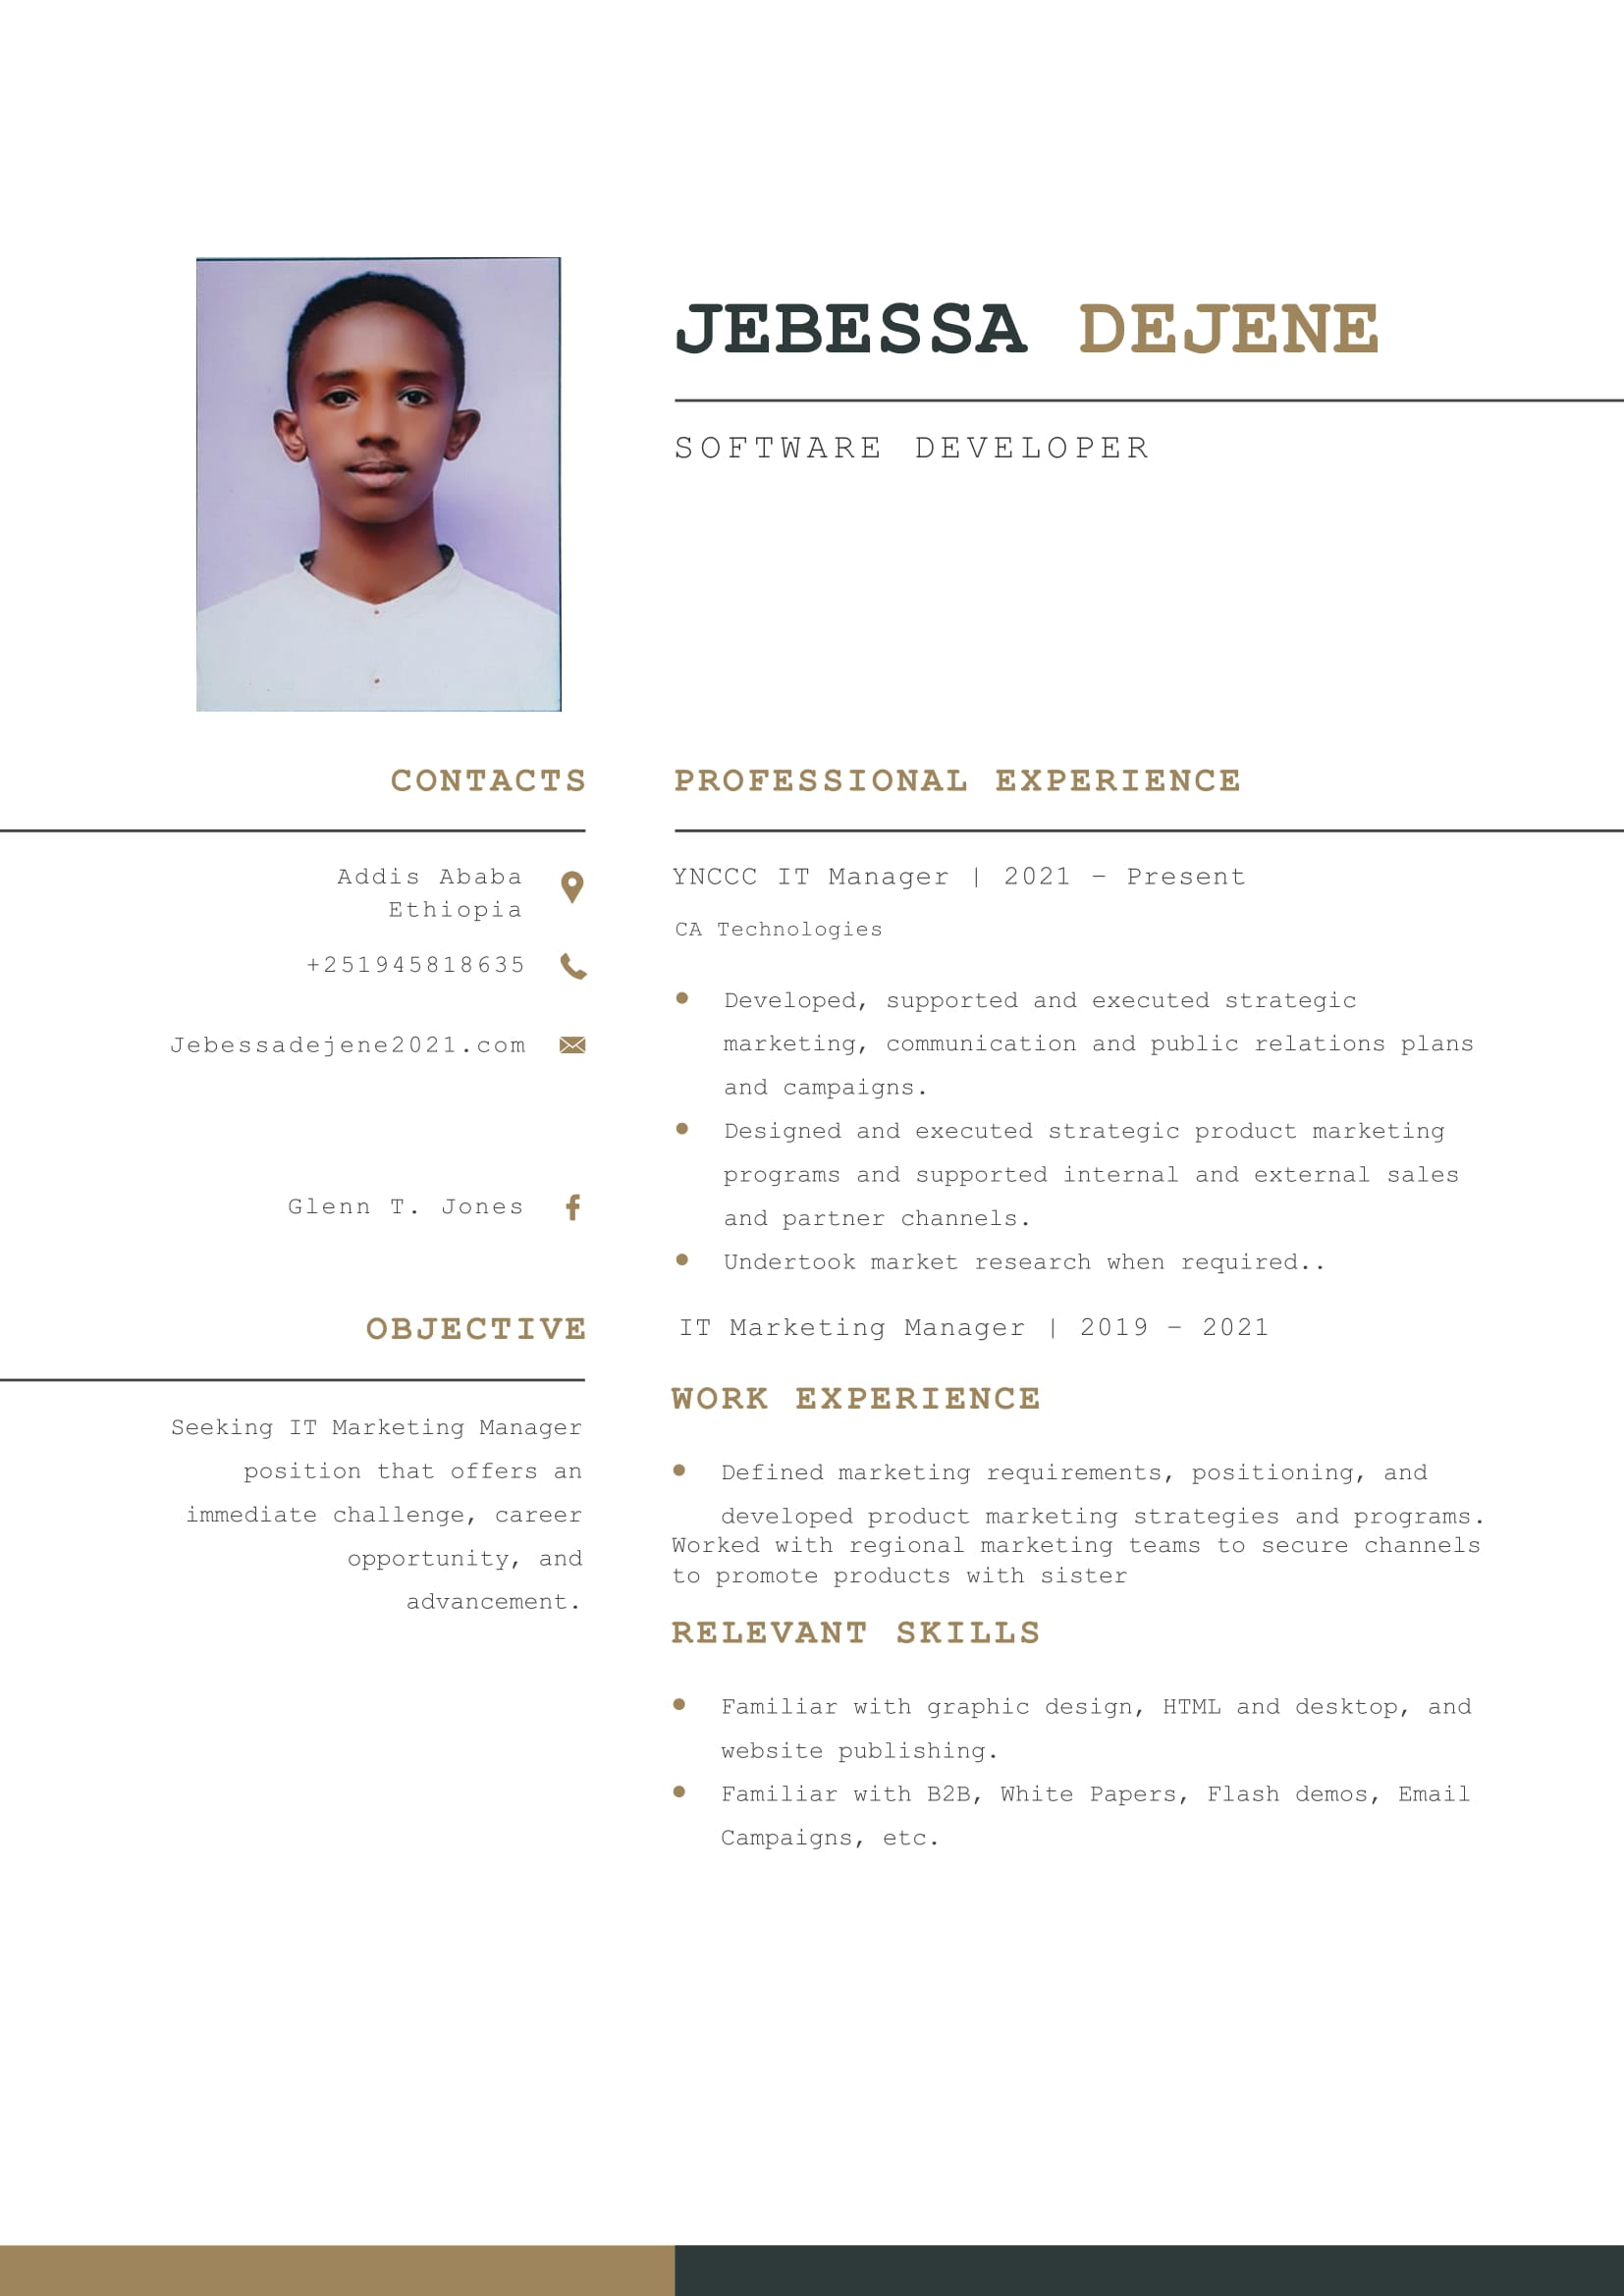 JEBESSA DEJENE
SOFTWARE DEVELOPER
CONTACTS
Addis Ababa
Ethiopia
+251945818635
Jebessadejene2021.com
Glenn T. Jones
OBJECTIVE
Seeking IT Marketing Manager
position that offers an
immediate challenge, career
opportunity, and
advancement.
PROFESSIONAL EXPERIENCE
YNCCC IT Manager | 2021 – Present
CA Technologies
● Developed, supported and executed strategic
marketing, communication and public relations plans
and campaigns.
● Designed and executed strategic product marketing
programs and supported internal and external sales
and partner channels.
● Undertook market research when required..
IT Marketing Manager | 2019 – 2021
WORK EXPERIENCE
● Defined marketing requirements, positioning, and
developed product marketing strategies and programs.
Worked with regional marketing teams to secure channels
to promote products with sister
RELEVANT SKILLS
● Familiar with graphic design, HTML and desktop, and
website publishing.
● Familiar with B2B, White Papers, Flash demos, Email
Campaigns, etc.